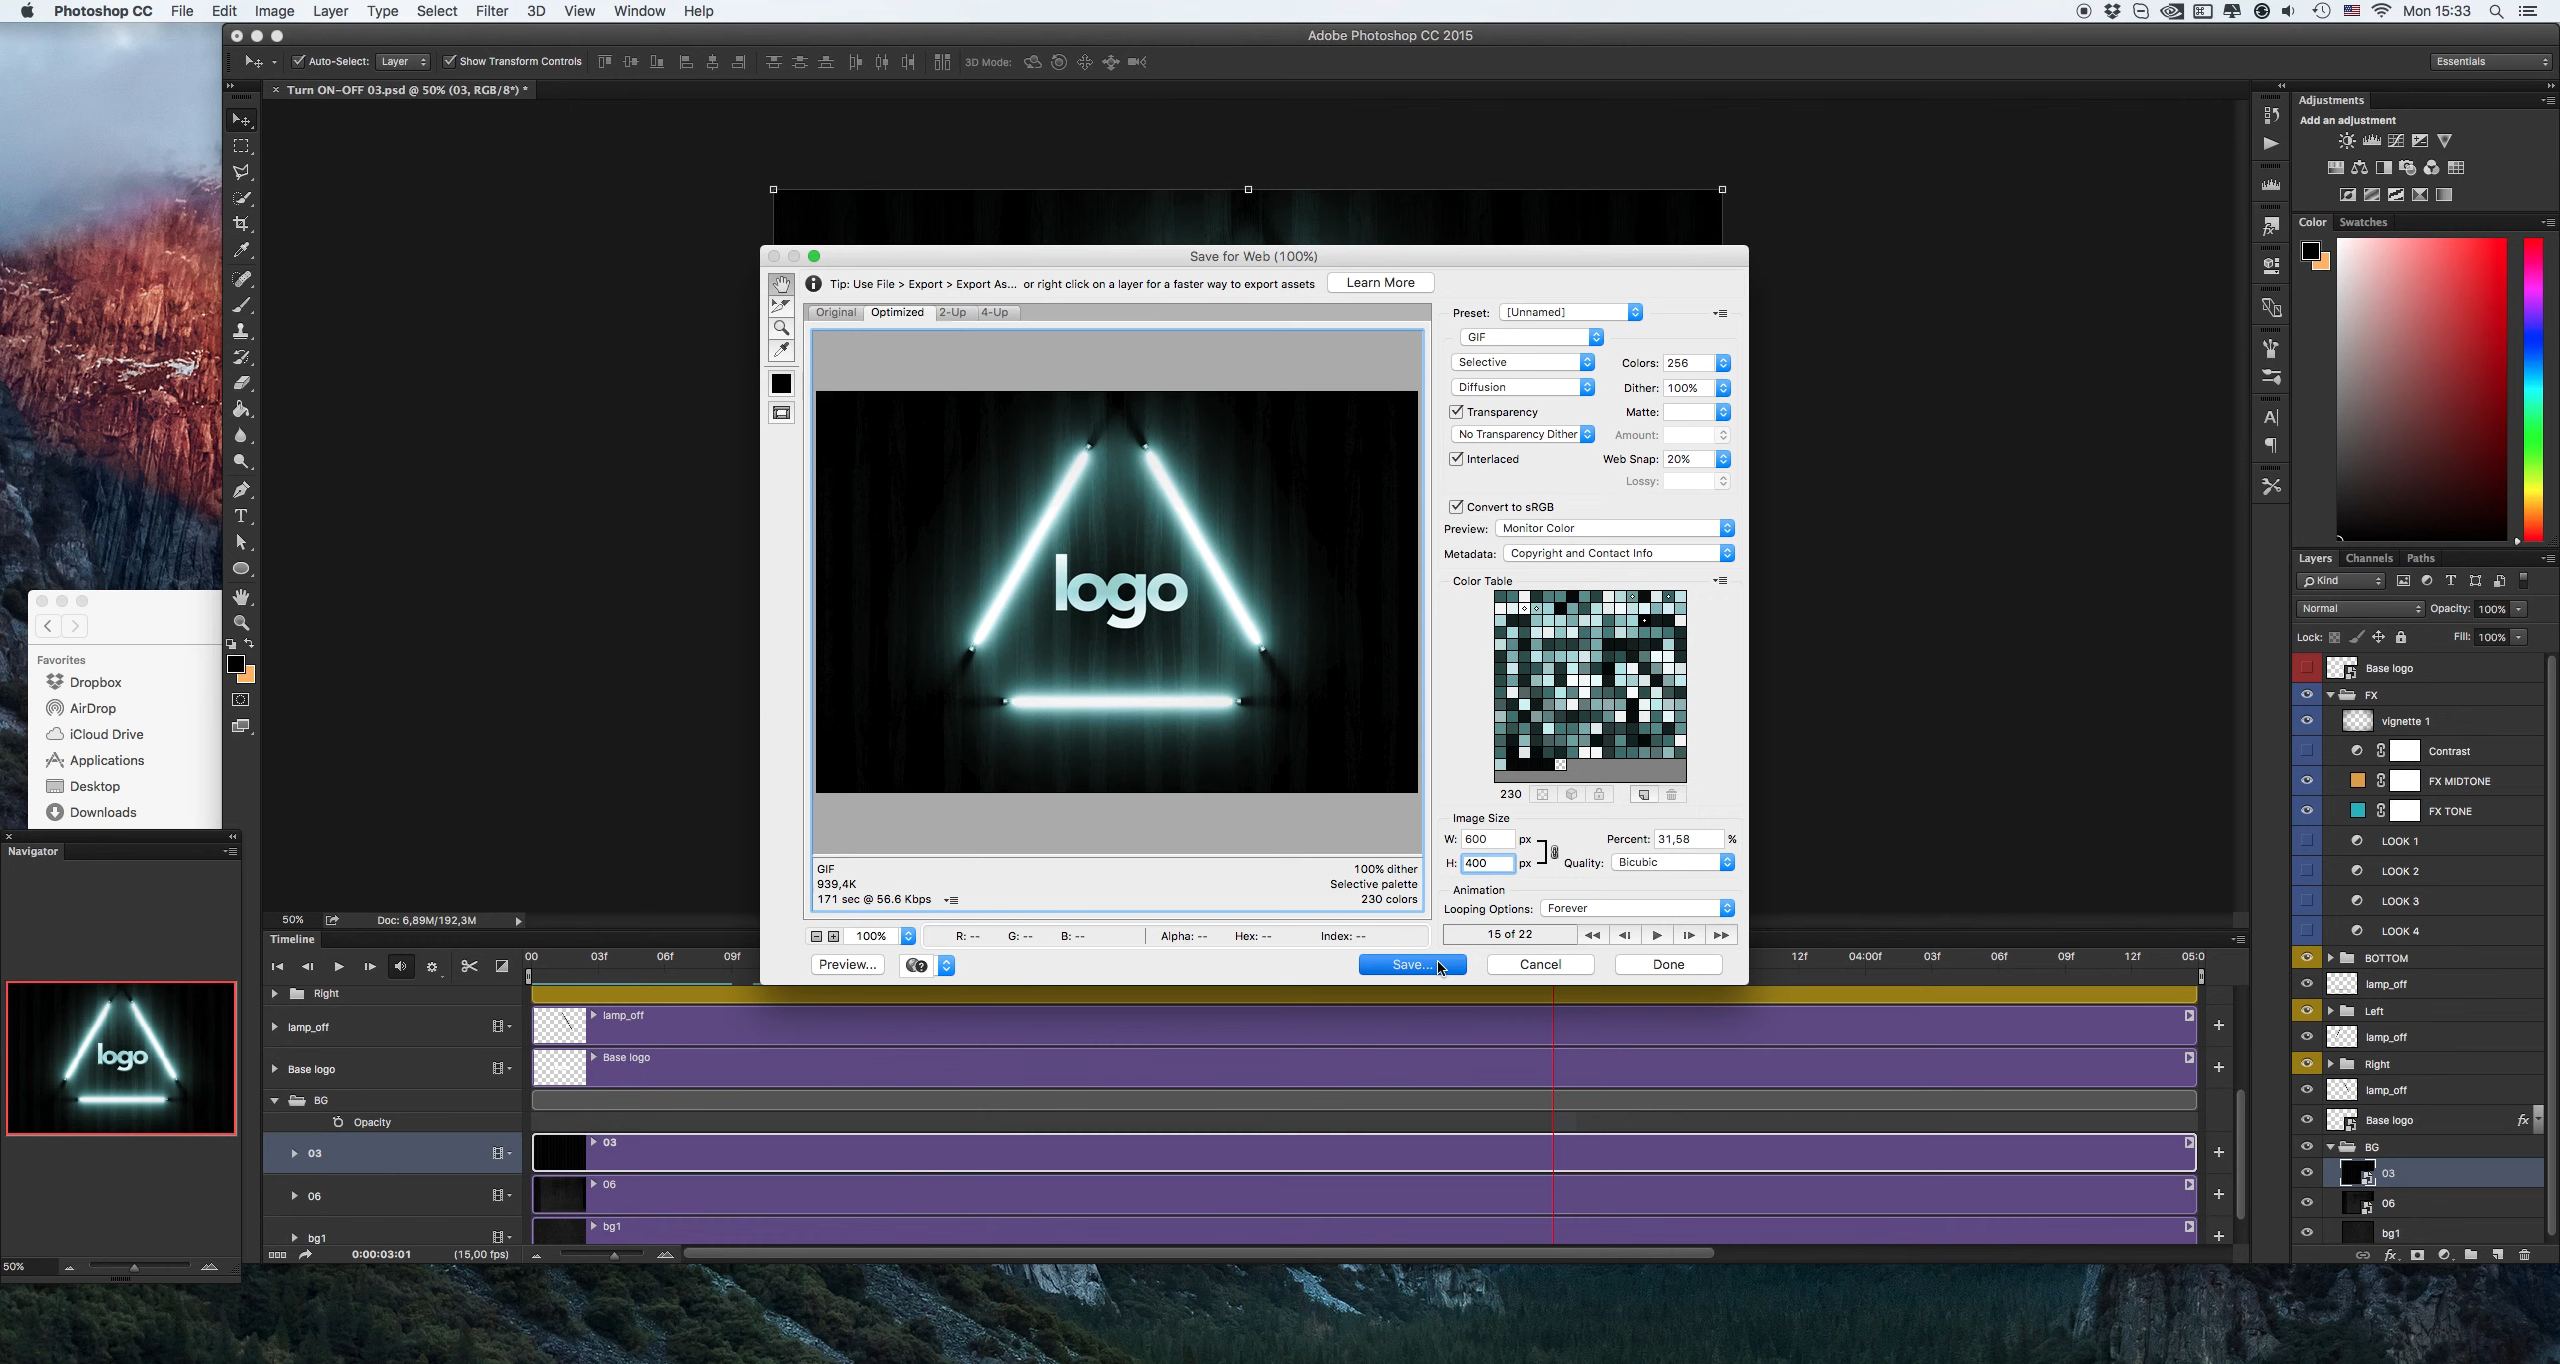 Photoshop CC File Edit Image Layer Type Select Filter 3D View Window Help Mon 15:33
Adobe Photoshop CC 2015
Auto-Select: Layer Show Transform Controls 3D Mode: Essentials
Turn ON-OFF 03.psd @ 50% (03, RGB/8*) *
Save for Web (100%)
Tip: Use File > Export > Export As... or right click on a layer for a faster way to export assets Learn More
Original Optimized 2-Up 4-Up
logo
GIF 100% dither
939,4K Selective palette
171 sec @ 56.6 Kbps 230 colors
100% R: -- G: -- B: -- Alpha: -- Hex: -- Index: --
Preview... Save... Cancel Done
Preset: [Unnamed]
GIF
Selective Colors: 256
Diffusion Dither: 100%
Transparency Matte:
No Transparency Dither Amount:
Interlaced Web Snap: 20%
Lossy:
Convert to sRGB
Preview: Monitor Color
Metadata: Copyright and Contact Info
Color Table
230
Image Size
W: 600 px Percent: 31,58 %
H: 400 px Quality: Bicubic
Animation
Looping Options: Forever
15 of 22
Favorites
Dropbox
AirDrop
iCloud Drive
Applications
Desktop
Downloads
Navigator
logo
50%
50% Doc: 6,89M/192,3M
Timeline
00 03f 06f 09f 12f 04:00f 03f 06f 09f 12f 05:0
Right
lamp_off lamp_off
Base logo Base logo
BG
Opacity
03 03
06 06
bg1 bg1
0:00:03:01 (15,00 fps)
Adjustments
Add an adjustment
Color Swatches
Layers Channels Paths
Kind
Normal Opacity: 100%
Lock: Fill: 100%
Base logo
FX
vignette 1
Contrast
FX MIDTONE
FX TONE
LOOK 1
LOOK 2
LOOK 3
LOOK 4
BOTTOM
lamp_off
Left
lamp_off
Right
lamp_off
Base logo fx
BG
03
06
bg1